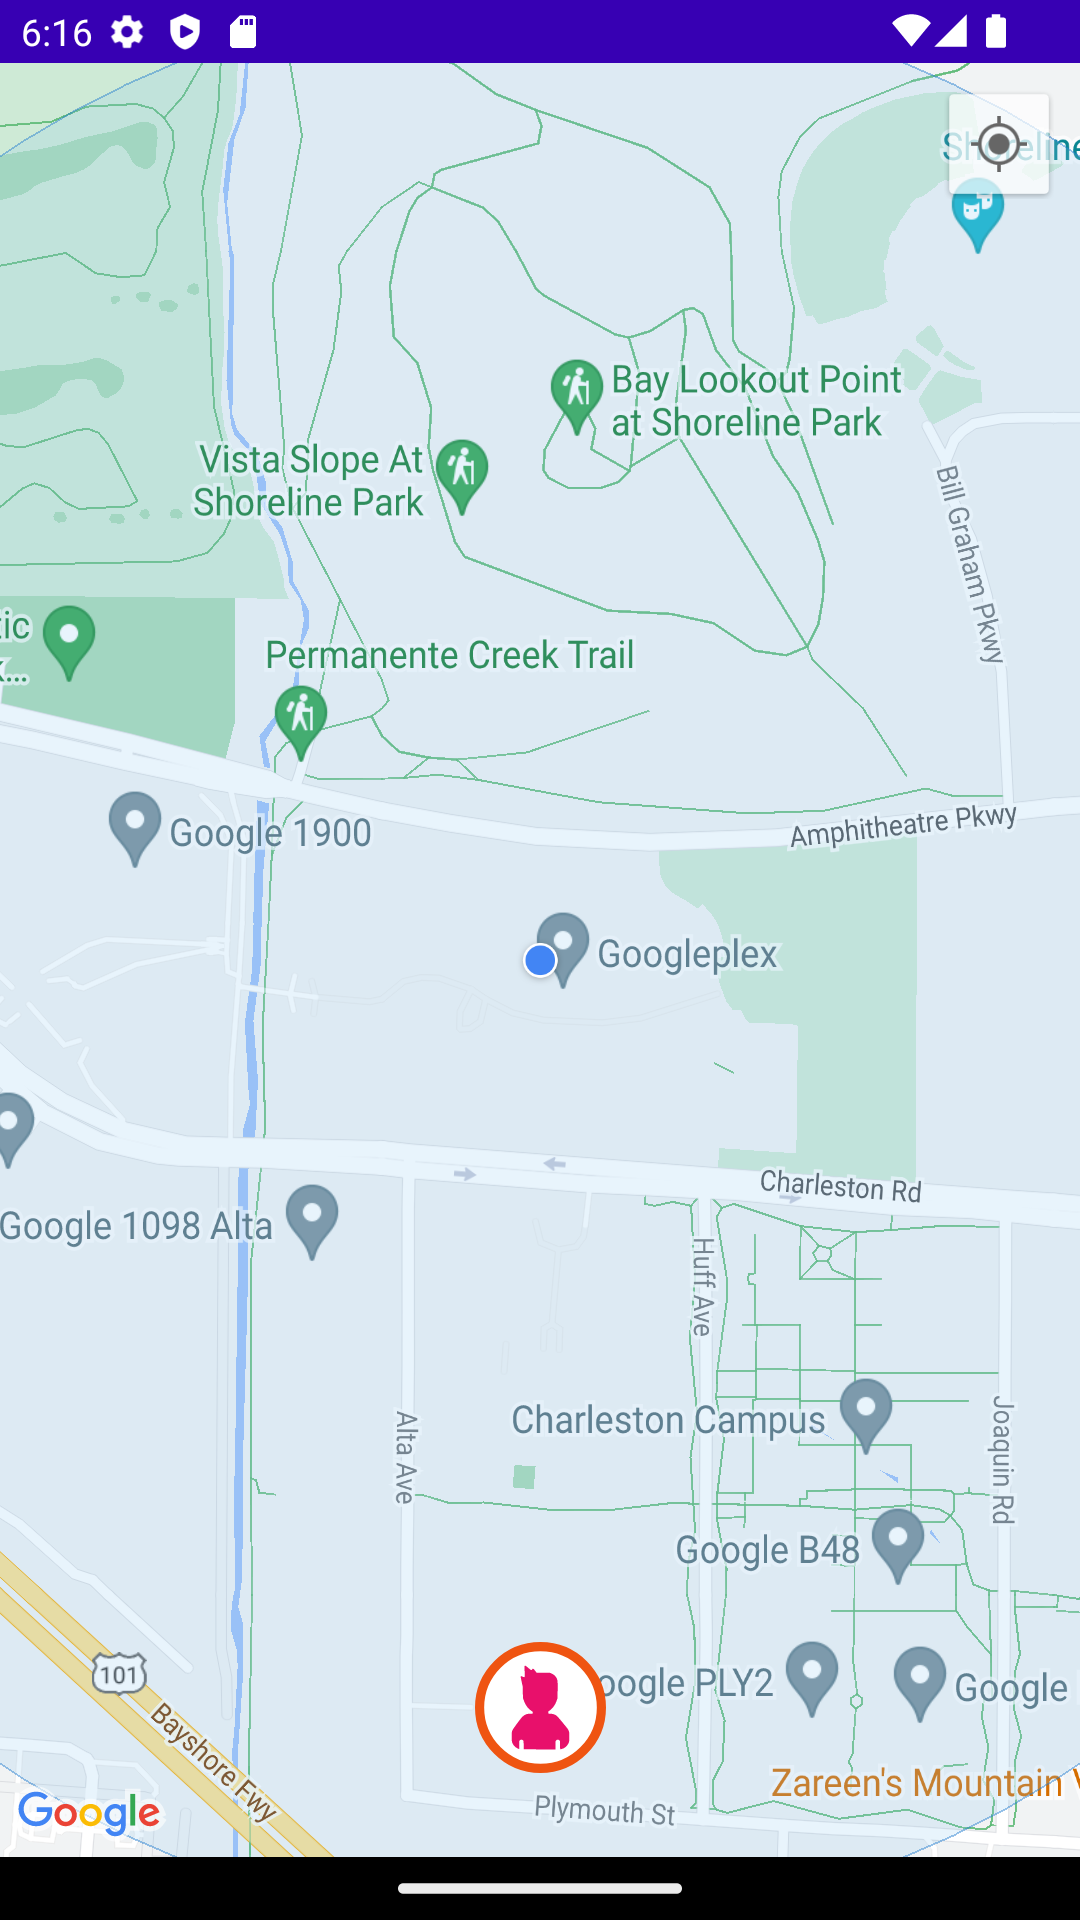 6:16
Shoreline
Bay Lookout Point
at Shoreline Park
Vista Slope At
Shoreline Park
Bill Graham Pkwy
tic
k...
Permanente Creek Trail
Google 1900
Amphitheatre Pkwy
Googleplex
Charleston Rd
Google 1098 Alta
Huff Ave
Alta Ave
Charleston Campus
Joaquin Rd
Google B48
101
oogle PLY2
Google
Bayshore Fwy
Zareen's Mountain V
Google
Plymouth St